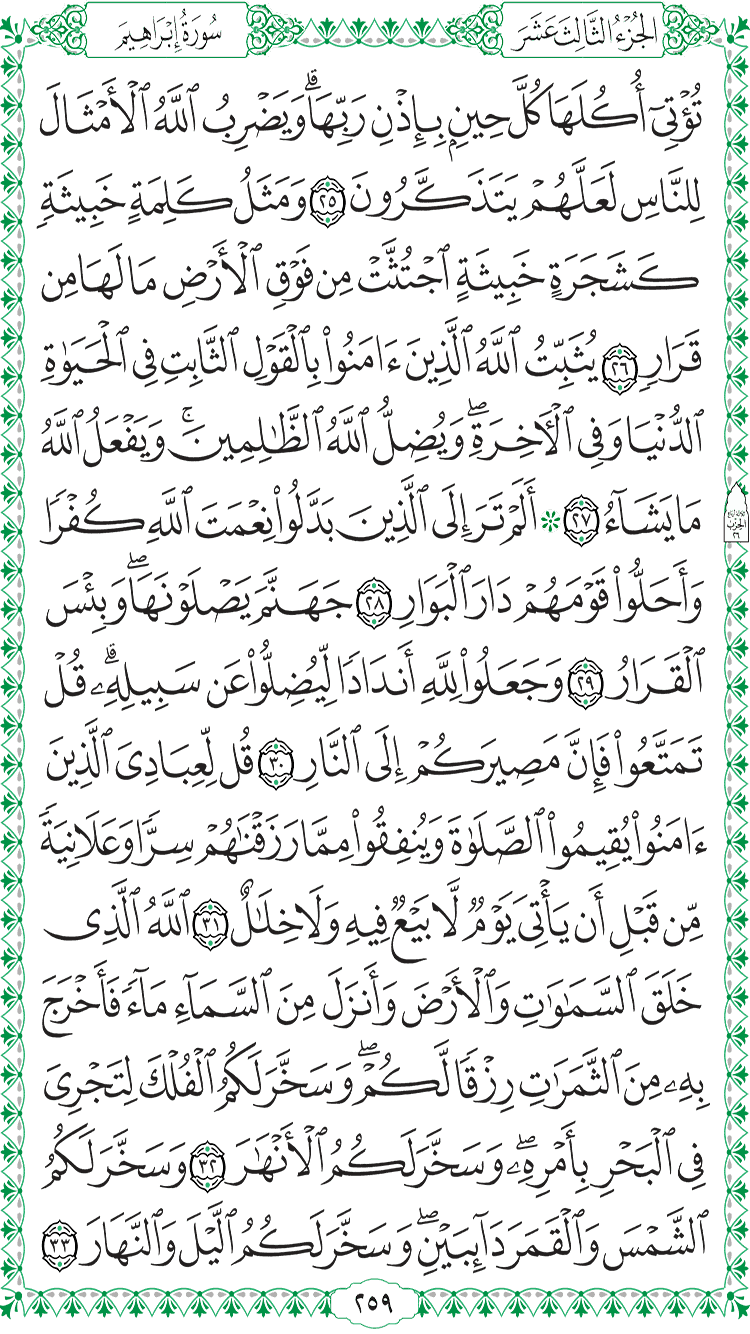 الجُزْءُ الثَّالِثَ عَشَرَ
سُورَةُ إِبْرَاهِيمَ
تُؤْتِىٓ أُكُلَهَا كُلَّ حِينٍۭ بِإِذْنِ رَبِّهَاۗ وَيَضْرِبُ ٱللَّهُ ٱلْأَمْثَالَ
لِلنَّاسِ لَعَلَّهُمْ يَتَذَكَّرُونَ ٢٥ وَمَثَلُ كَلِمَةٍ خَبِيثَةٍ
كَشَجَرَةٍ خَبِيثَةٍ ٱجْتُثَّتْ مِن فَوْقِ ٱلْأَرْضِ مَا لَهَا مِن
قَرَارٍ ٢٦ يُثَبِّتُ ٱللَّهُ ٱلَّذِينَ ءَامَنُوا۟ بِٱلْقَوْلِ ٱلثَّابِتِ فِى ٱلْحَيَوٰةِ
ٱلدُّنْيَا وَفِى ٱلْـَٔاخِرَةِۖ وَيُضِلُّ ٱللَّهُ ٱلظَّـٰلِمِينَۚ وَيَفْعَلُ ٱللَّهُ
مَا يَشَآءُ ٢٧ ۞ أَلَمْ تَرَ إِلَى ٱلَّذِينَ بَدَّلُوا۟ نِعْمَتَ ٱللَّهِ كُفْرًا
وَأَحَلُّوا۟ قَوْمَهُمْ دَارَ ٱلْبَوَارِ ٢٨ جَهَنَّمَ يَصْلَوْنَهَاۖ وَبِئْسَ
ٱلْقَرَارُ ٢٩ وَجَعَلُوا۟ لِلَّهِ أَندَادًا لِّيُضِلُّوا۟ عَن سَبِيلِهِۦۗ قُلْ
تَمَتَّعُوا۟ فَإِنَّ مَصِيرَكُمْ إِلَى ٱلنَّارِ ٣٠ قُل لِّعِبَادِىَ ٱلَّذِينَ
ءَامَنُوا۟ يُقِيمُوا۟ ٱلصَّلَوٰةَ وَيُنفِقُوا۟ مِمَّا رَزَقْنَـٰهُمْ سِرًّا وَعَلَانِيَةً
مِّن قَبْلِ أَن يَأْتِىَ يَوْمٌ لَّا بَيْعٌ فِيهِ وَلَا خِلَـٰلٌ ٣١ ٱللَّهُ ٱلَّذِى
خَلَقَ ٱلسَّمَـٰوَٰتِ وَٱلْأَرْضَ وَأَنزَلَ مِنَ ٱلسَّمَآءِ مَآءً فَأَخْرَجَ
بِهِۦ مِنَ ٱلثَّمَرَٰتِ رِزْقًا لَّكُمْۖ وَسَخَّرَ لَكُمُ ٱلْفُلْكَ لِتَجْرِىَ
فِى ٱلْبَحْرِ بِأَمْرِهِۦۖ وَسَخَّرَ لَكُمُ ٱلْأَنْهَـٰرَ ٣٢ وَسَخَّرَ لَكُمُ
ٱلشَّمْسَ وَٱلْقَمَرَ دَآئِبَيْنِۖ وَسَخَّرَ لَكُمُ ٱلَّيْلَ وَٱلنَّهَارَ ٣٣
٢٥٩